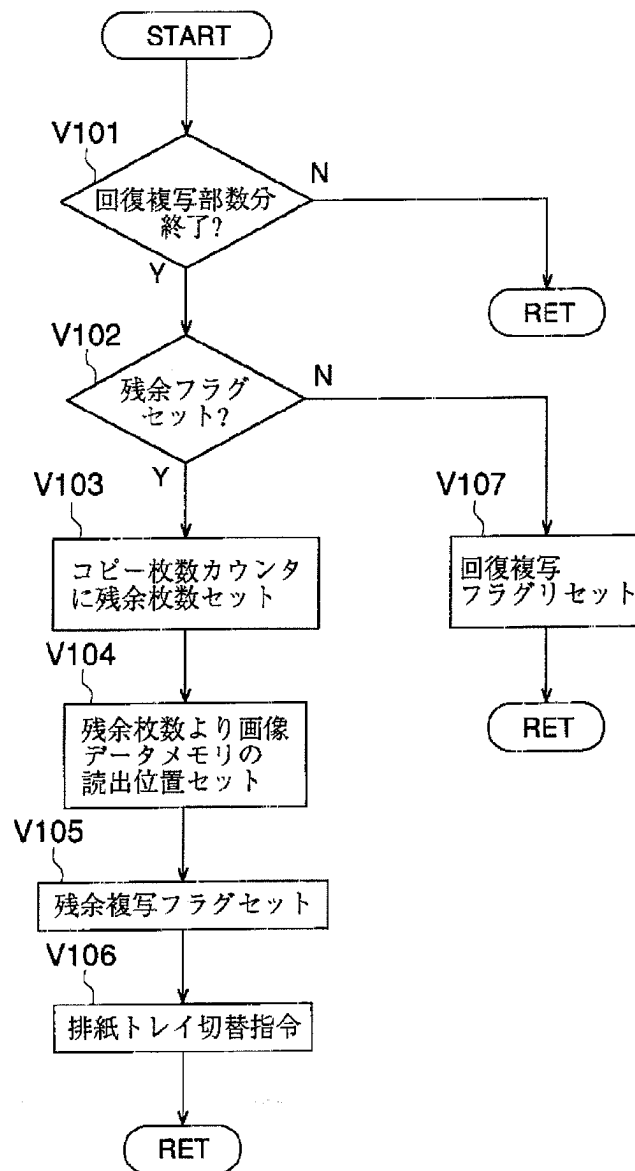 START
V101
回復複写部数分
終了?
N
Y
RET
V102
残余フラグ
セット?
N
Y
V103
コピー枚数カウンタ
に残余枚数セット
V107
回復複写
フラグリセット
RET
V104
残余枚数より画像
データメモリの
読出位置セット
V105
残余複写フラグセット
V106
排紙トレイ切替指令
RET